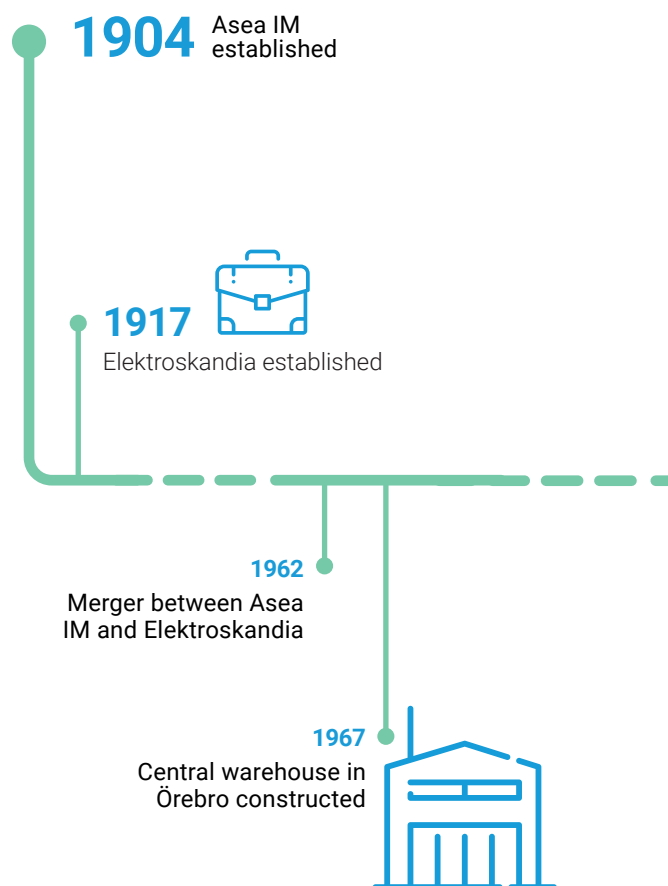 1904
Asea IM
established
1917
Elektroskandia established
1962
Merger between Asea
IM and Elektroskandia
1967
Central warehouse in
Örebro constructed